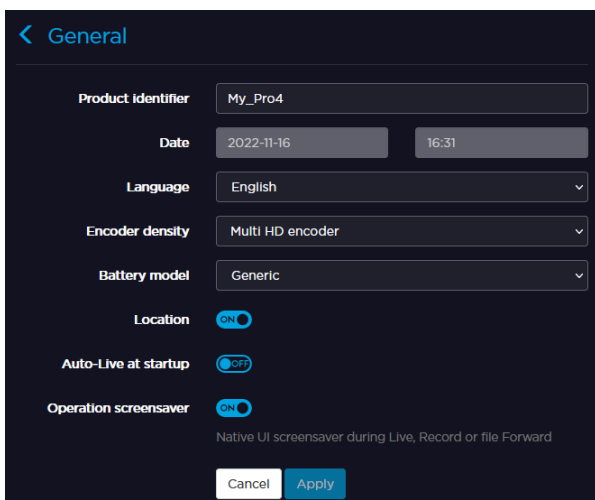 General
Product identifier My_Pro4
Date 2022-11-16 16:31
Language English
Encoder density Multi HD encoder
Battery model Generic
Location ON
Auto-Live at startup OFF
Operation screensaver ON
Native UI screensaver during Live, Record or file Forward
Cancel Apply